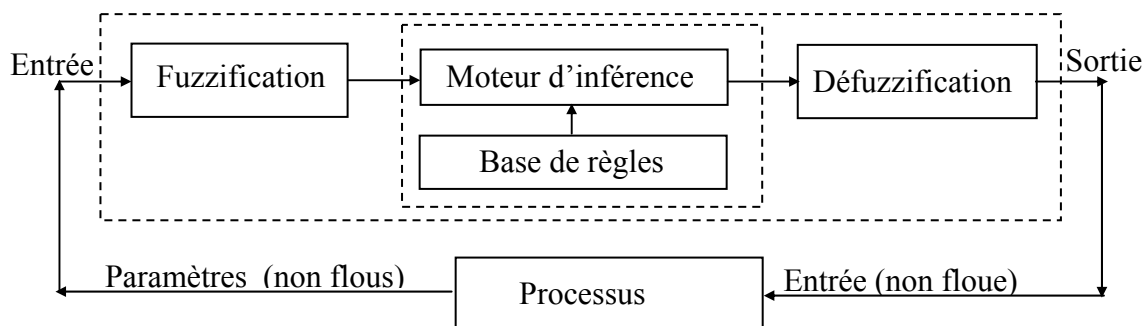 Entrée
Fuzzification
Moteur d’inférence
Défuzzification
Sortie
Base de règles
Paramètres (non flous)
Processus
Entrée (non floue)